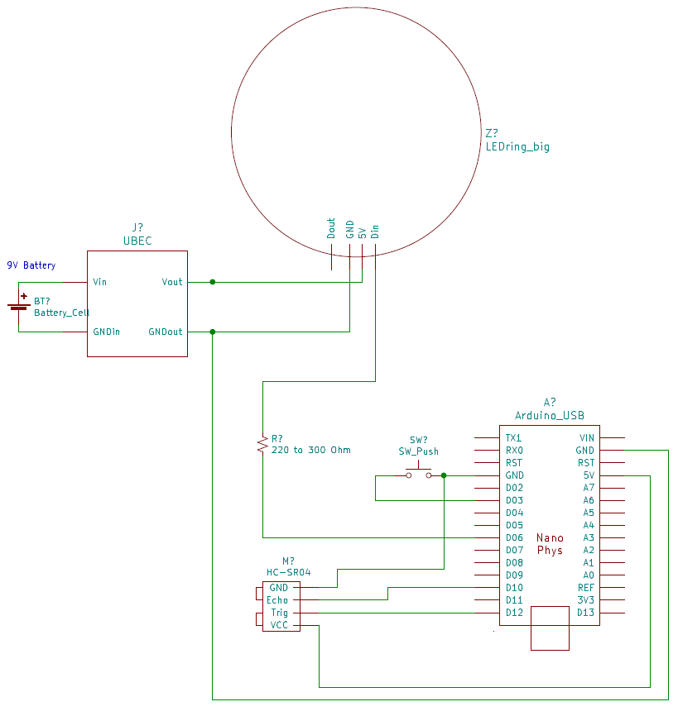 Z?
LEDring_big
Dout
GND
5V
Din
J?
UBEC
9V Battery
Vin
Vout
BT?
Battery_Cell
GNDin
GNDout
A?
Arduino_USB
R?
220 to 300 Ohm
SW?
SW_Push
TX1
VIN
RX0
GND
RST
RST
GND
5V
D02
A7
D03
A6
D04
A5
D05
A4
D06
A3
Nano
Phys
D07
A2
D08
A1
D09
A0
D10
REF
D11
3V3
D12
D13
M?
HC-SR04
GND
Echo
Trig
VCC